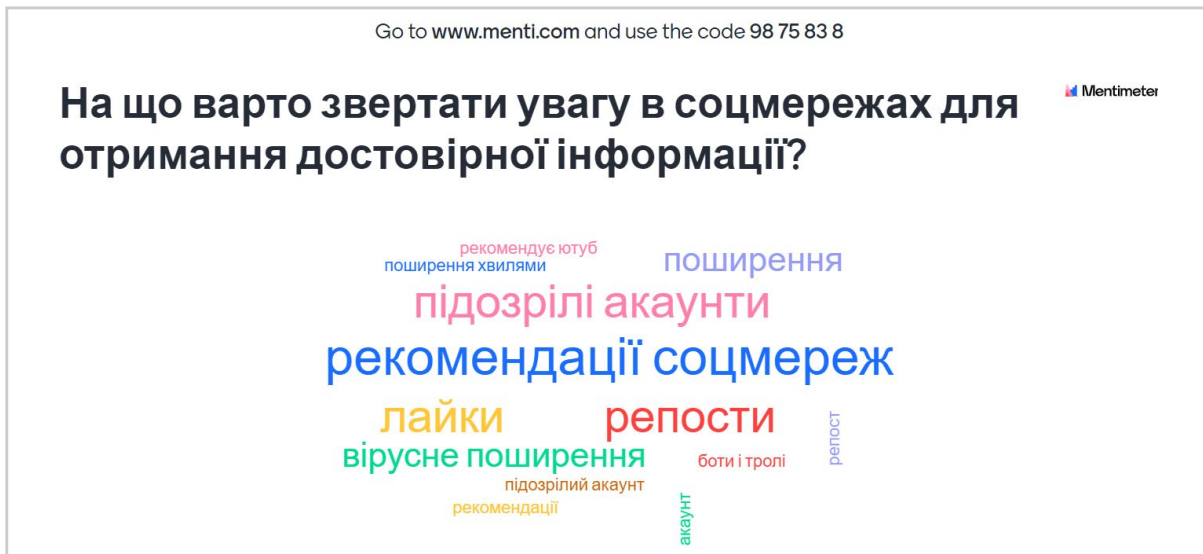 Go to www.menti.com and use the code 98 75 83 8
На що варто звертати увагу в соцмережах для
отримання достовірної інформації?
Mentimeter
рекомендує ютуб
поширення хвилями
поширення
підозрілі акаунти
рекомендації соцмереж
лайки
репости
репост
вірусне поширення
боти і тролі
підозрілий акаунт
рекомендації
акаунт